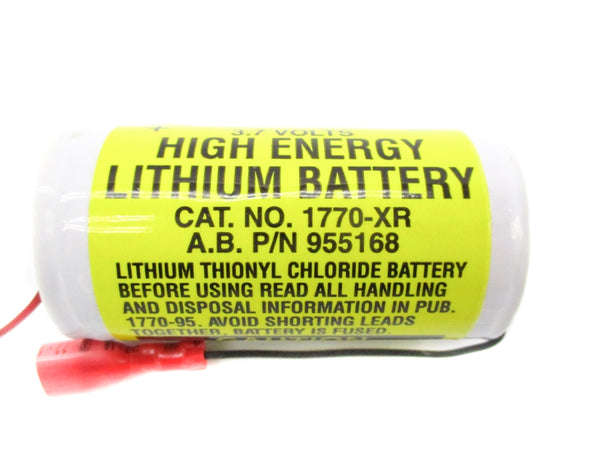 3.7 VOLTS
HIGH ENERGY
LITHIUM BATTERY
CAT. NO. 1770-XR
A.B. P/N 955168
LITHIUM THIONYL CHLORIDE BATTERY
BEFORE USING READ ALL HANDLING
AND DISPOSAL INFORMATION IN PUB.
1770-95. AVOID SHORTING LEADS
TOGETHER. BATTERY IS FUSED.